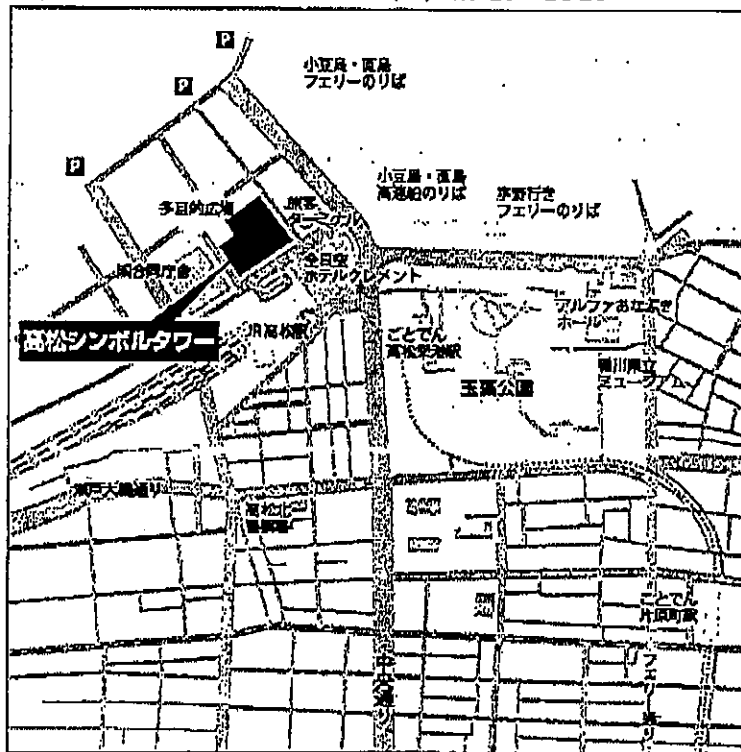 P
小豆島・直島
フェリーのりば
P
P
小豆島・直島
高速船のりば
宇野行き
フェリーのりば
多目的広場
旅客
ターミナル
全日空
ホテルクレメント
国合同庁舎
アルファあなぶき
ホール
高松シンボルタワー
JR高松駅
ことでん
高松築港駅
玉藻公園
香川県立
ミュージアム
瀬戸大橋通り
高松北
警察署
ことでん
片原町駅
中央通り
フェリー通り